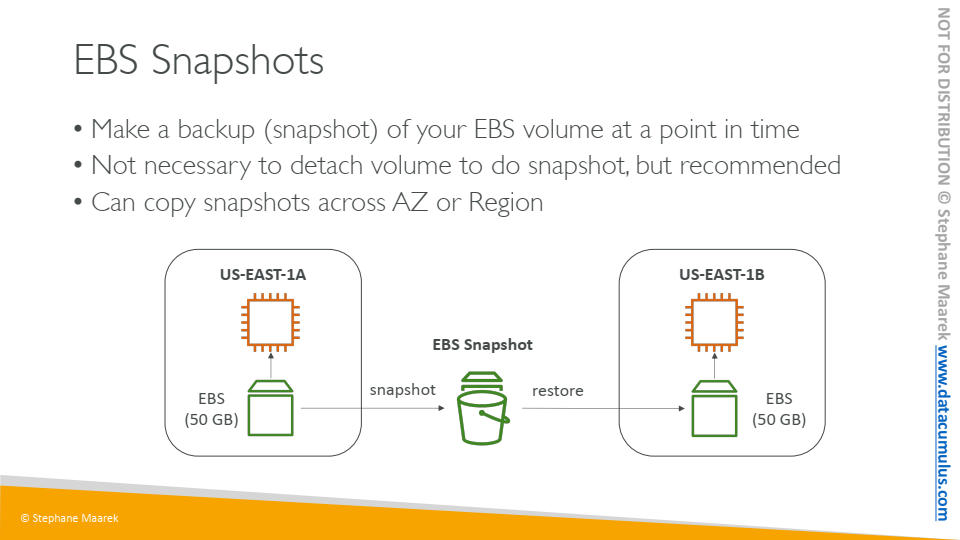 EBS Snapshots
• Make a backup (snapshot) of your EBS volume at a point in time
• Not necessary to detach volume to do snapshot, but recommended
• Can copy snapshots across AZ or Region
US-EAST-1A
EBS
(50 GB)
snapshot
EBS Snapshot
restore
US-EAST-1B
EBS
(50 GB)
© Stephane Maarek
NOT FOR DISTRIBUTION © Stephane Maarek www.datacumulus.com